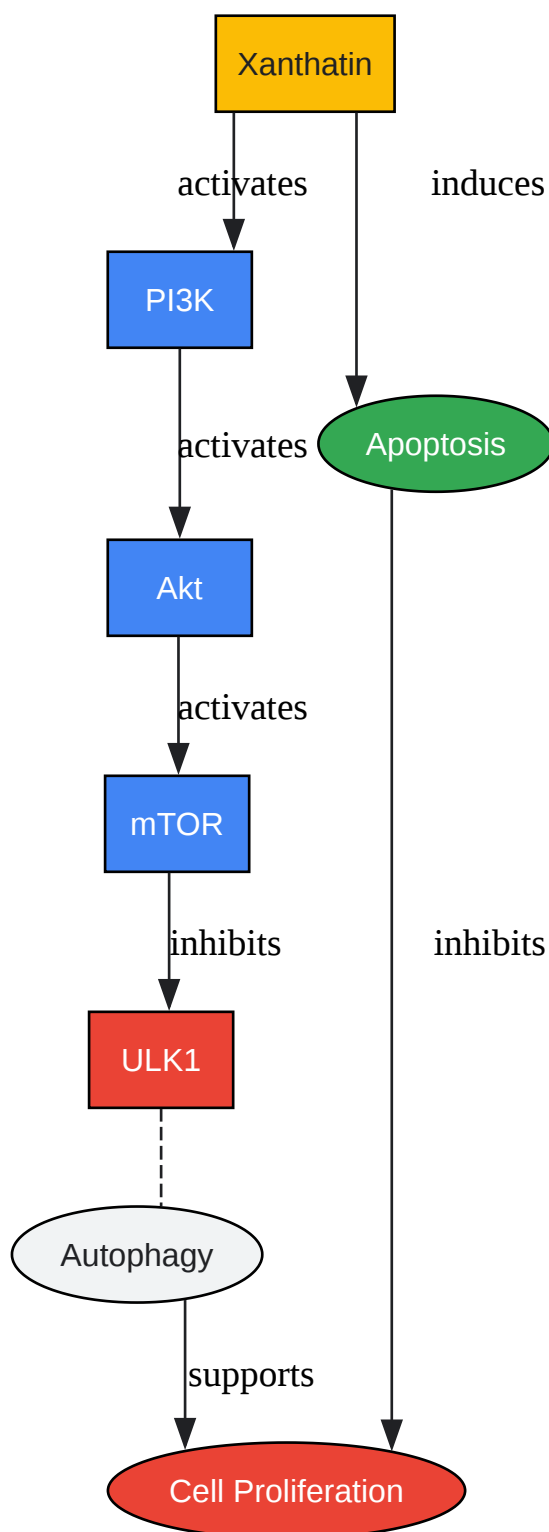 Xanthatin
activates
induces
PI3K
activates
Apoptosis
Akt
activates
mTOR
inhibits
inhibits
ULK1
Autophagy
supports
Cell Proliferation